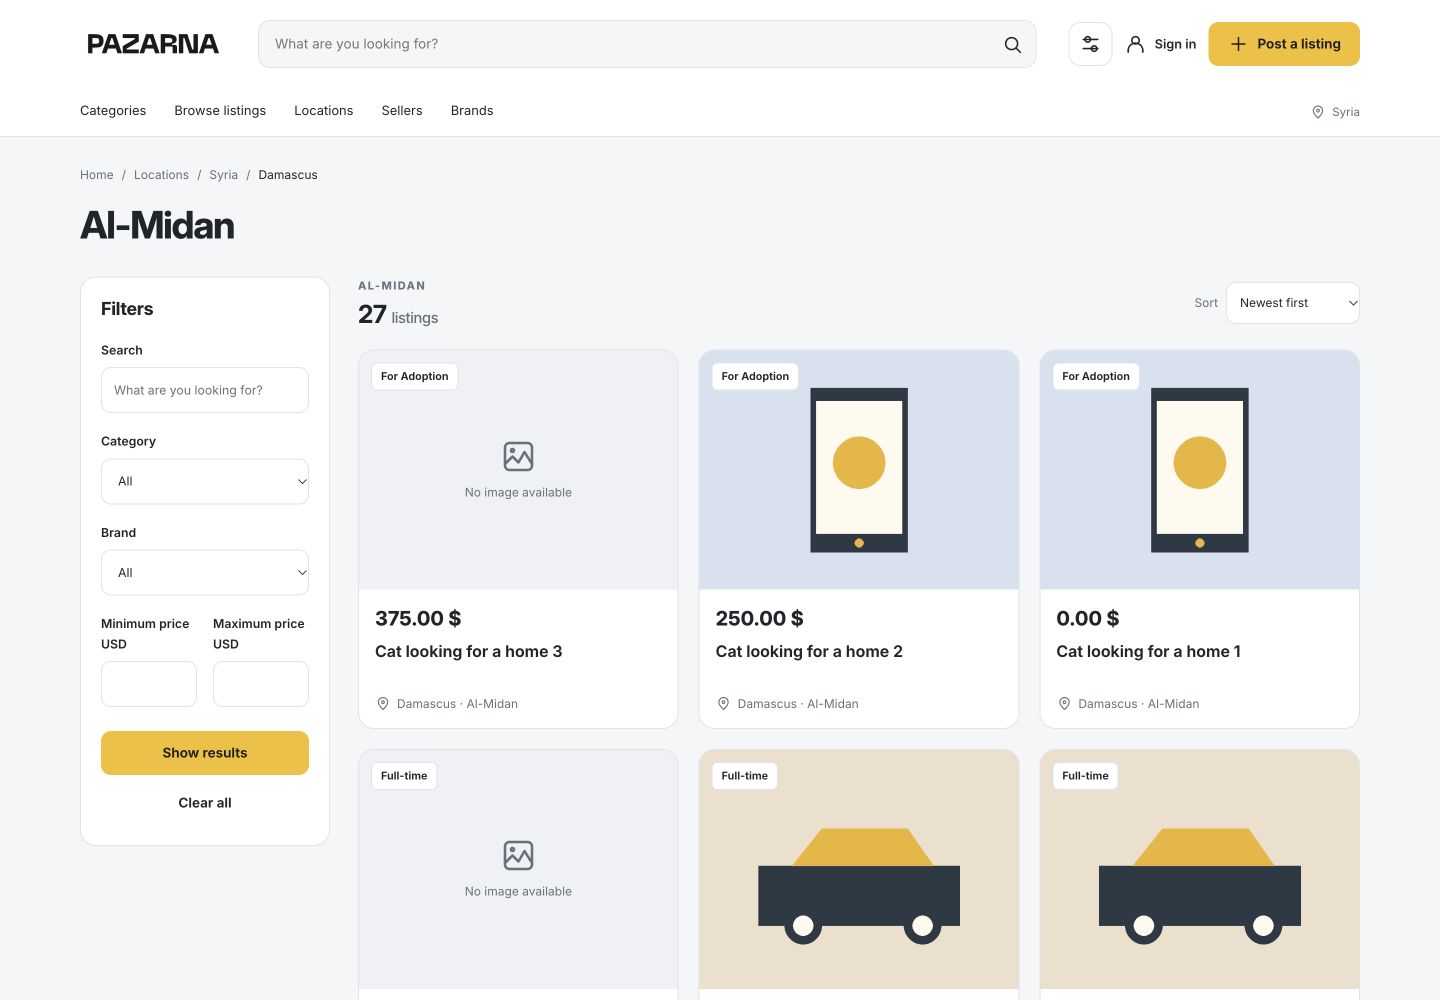 PAZARNA
What are you looking for?
Sign in
Post a listing
Categories
Browse listings
Locations
Sellers
Brands
Syria
Home / Locations / Syria / Damascus
Al-Midan
Filters
Search
What are you looking for?
Category
All
Brand
All
Minimum price USD
Maximum price USD
Show results
Clear all
AL-MIDAN
27 listings
Sort
Newest first
For Adoption
No image available
375.00 $
Cat looking for a home 3
Damascus · Al-Midan
For Adoption
250.00 $
Cat looking for a home 2
Damascus · Al-Midan
For Adoption
0.00 $
Cat looking for a home 1
Damascus · Al-Midan
Full-time
No image available
Full-time
Full-time